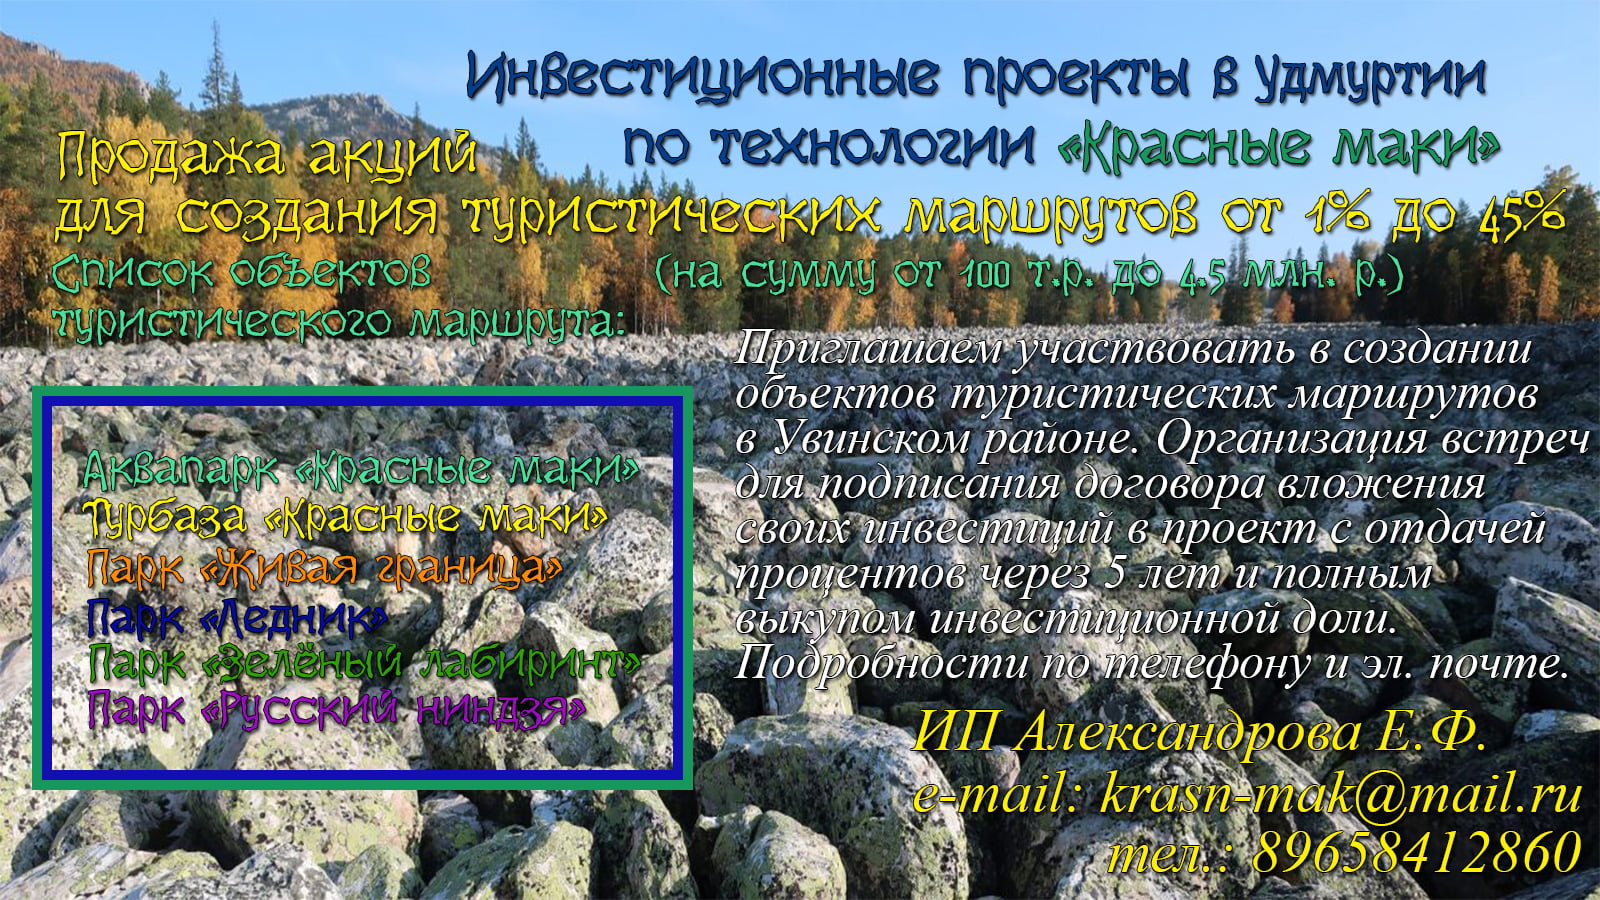 Инвестиционные проекты в Удмуртии
по технологии «Красные маки»
Продажа акций
для создания туристических маршрутов от 1% до 45%
(на сумму от 100 т.р. до 4.5 млн. р.)
Список объектов
туристического маршрута:
Аквапарк «Красные маки»
Турбаза «Красные маки»
Парк «Живая граница»
Парк «Ледник»
Парк «Зелёный лабиринт»
Парк «Русский ниндзя»
Приглашаем участвовать в создании
объектов туристических маршрутов
в Увинском районе. Организация встреч
для подписания договора вложения
своих инвестиций в проект с отдачей
процентов через 5 лет и полным
выкупом инвестиционной доли.
Подробности по телефону и эл. почте.
ИП Александрова Е.Ф.
e-mail: krasn-mak@mail.ru
тел.: 89658412860